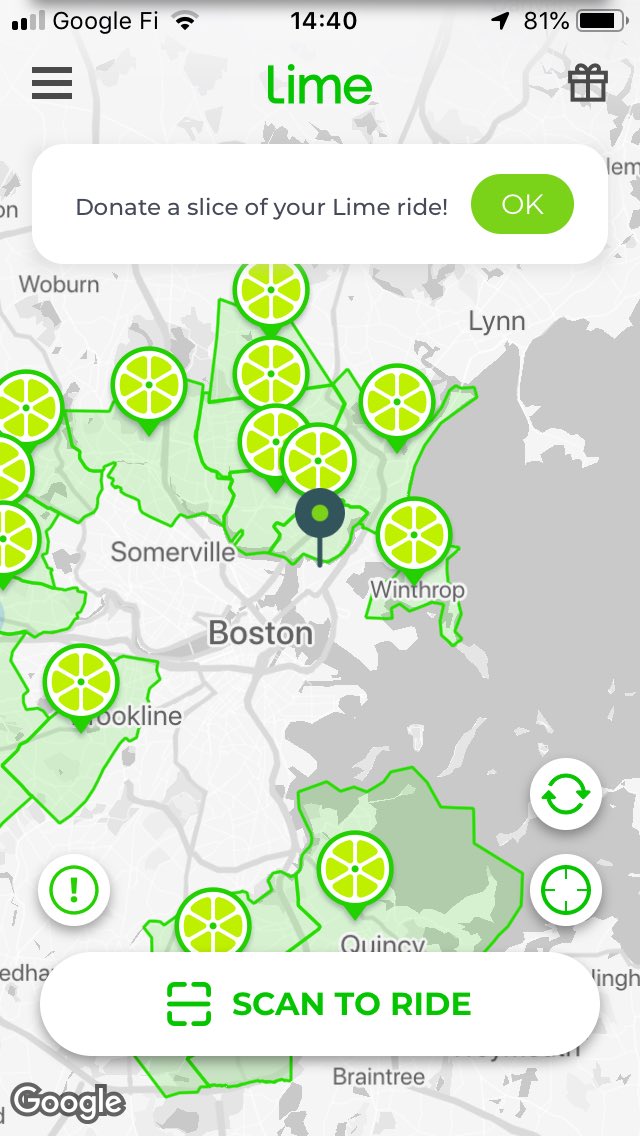 Google Fi 14:40 81%
Lime
Donate a slice of your Lime ride! OK
Woburn
Lynn
Somerville
Winthrop
Boston
Quincy
SCAN TO RIDE
Braintree
Google